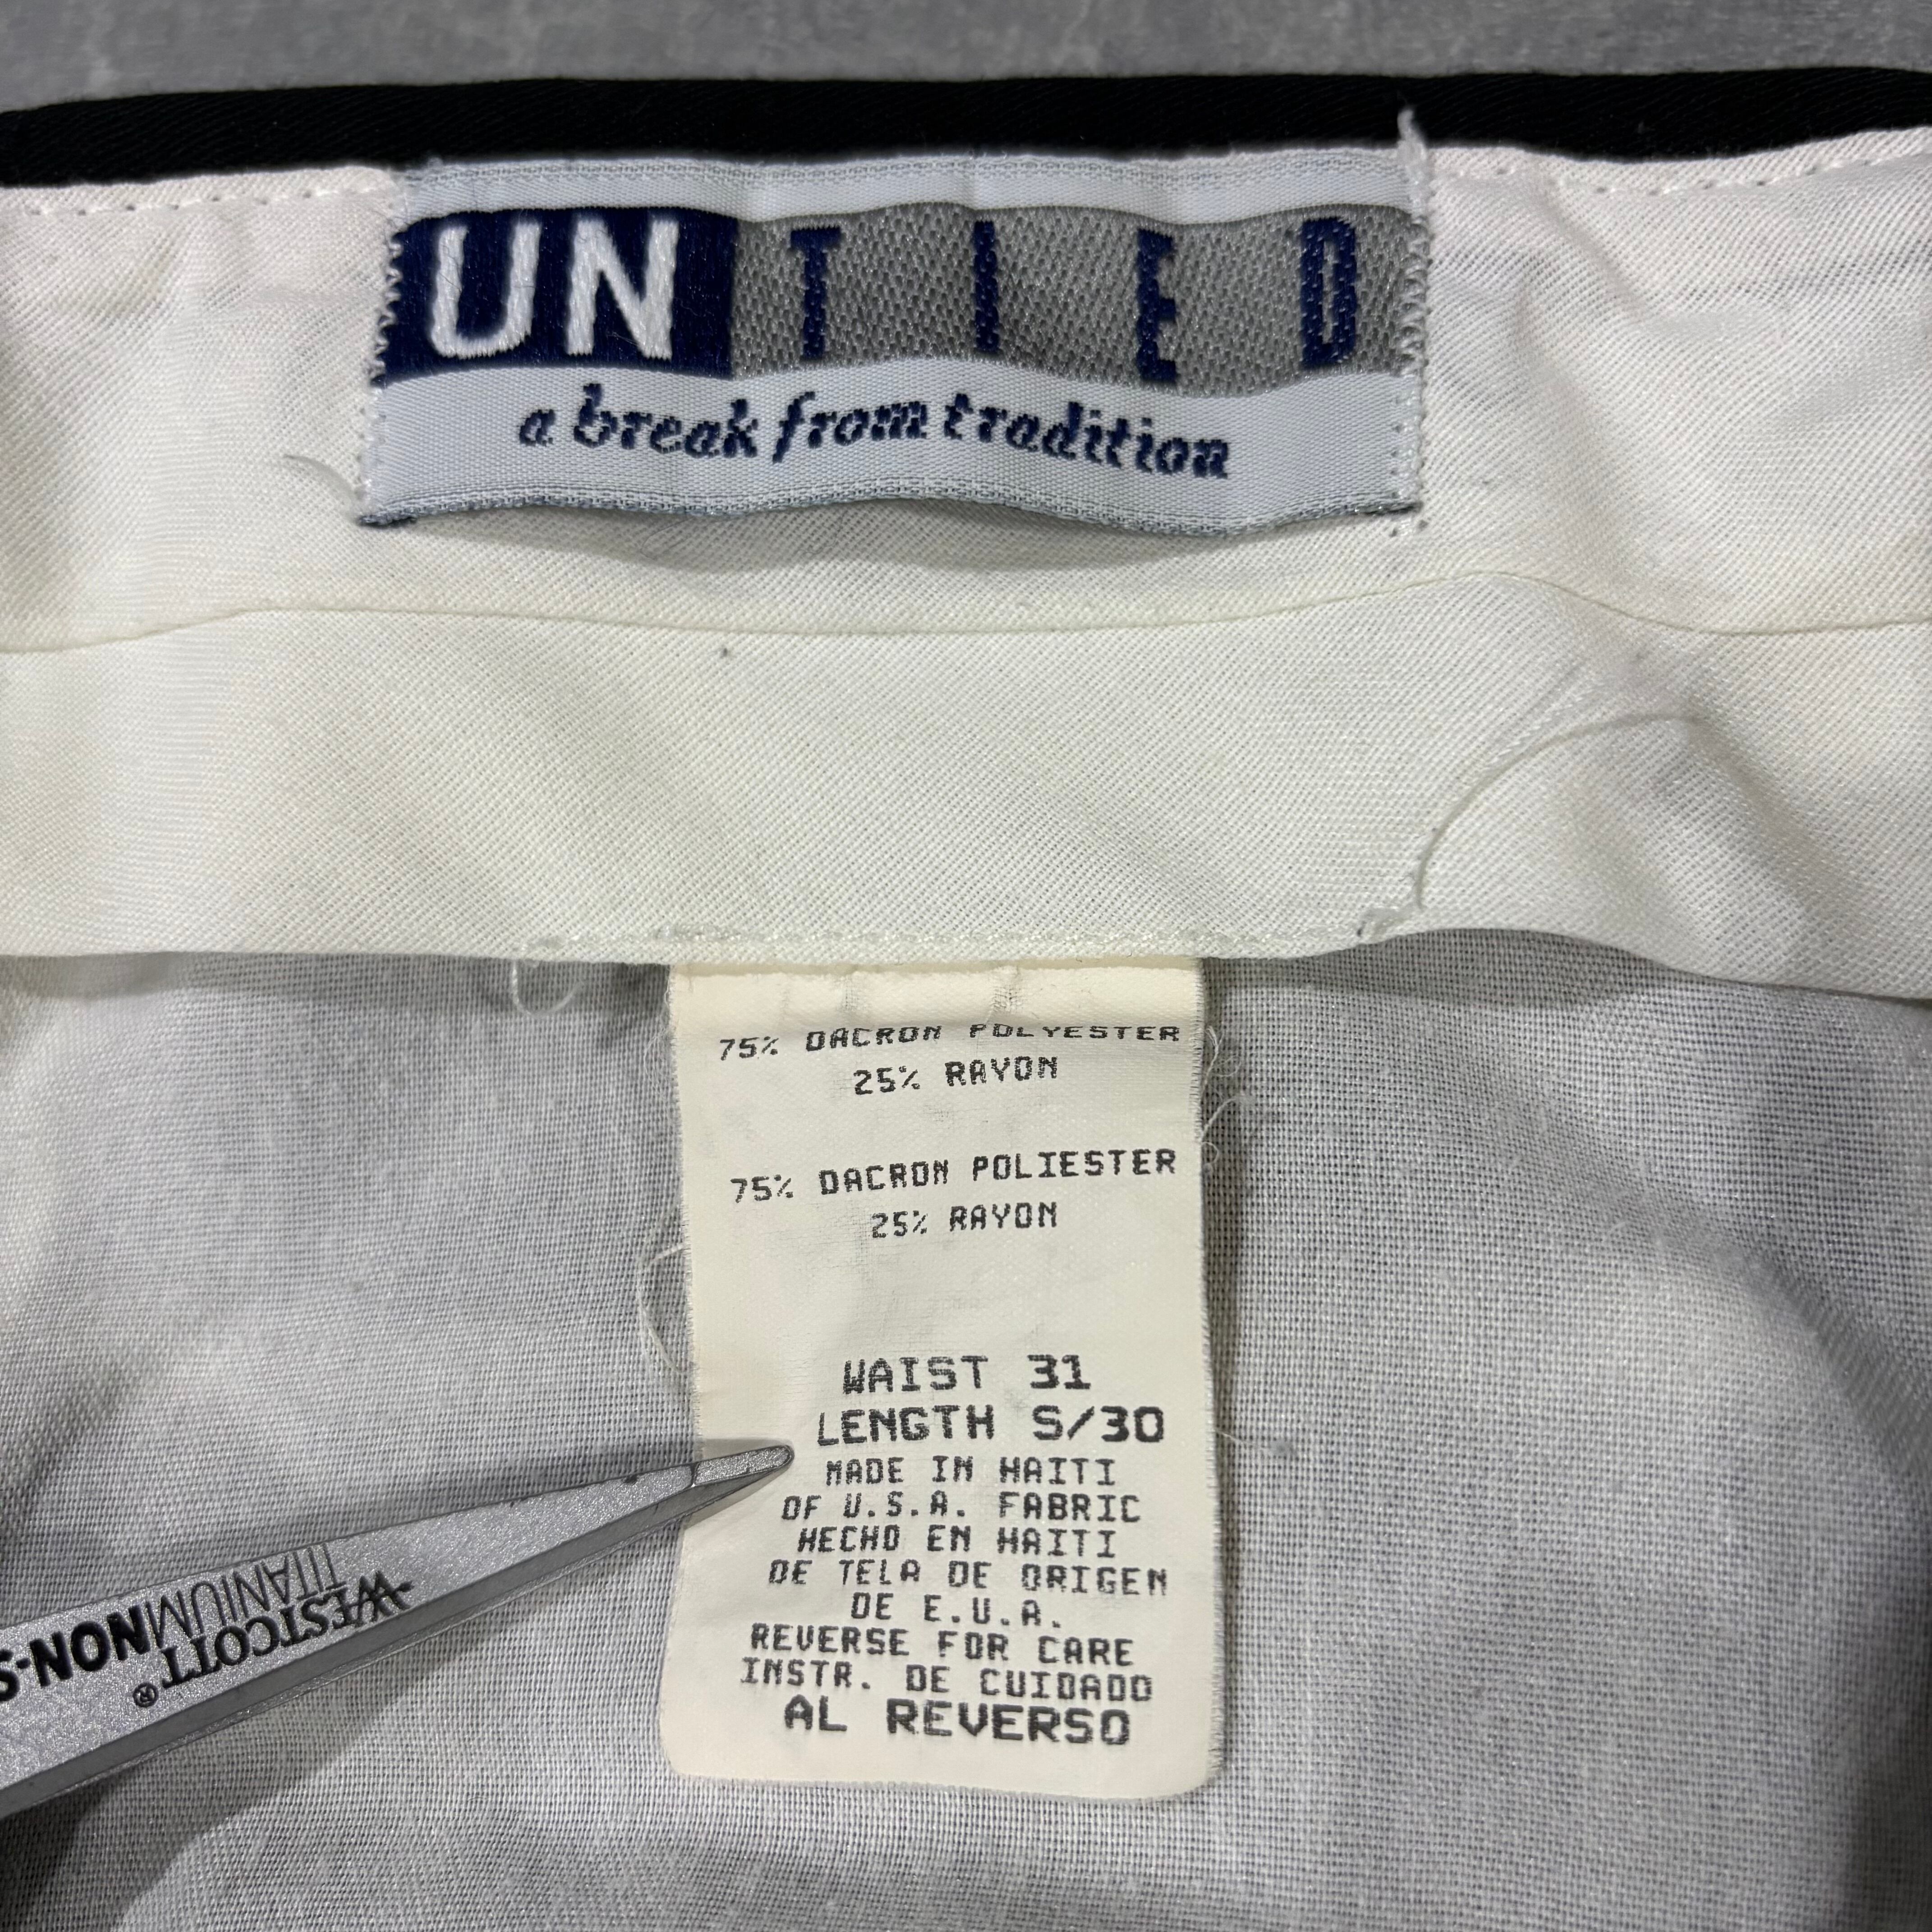 UNTIED
a break from tradition
75% DACRON POLYESTER
25% RAYON
75% DACRON POLIESTER
25% RAYON
WAIST 31
LENGTH S/30
MADE IN HAITI
OF U.S.A. FABRIC
HECHO EN HAITI
DE TELA DE ORIGEN
DE E.U.A.
REVERSE FOR CARE
INSTR. DE CUIDADO
AL REVERSO
WESTCOTT®
TITANIUM
NON-S